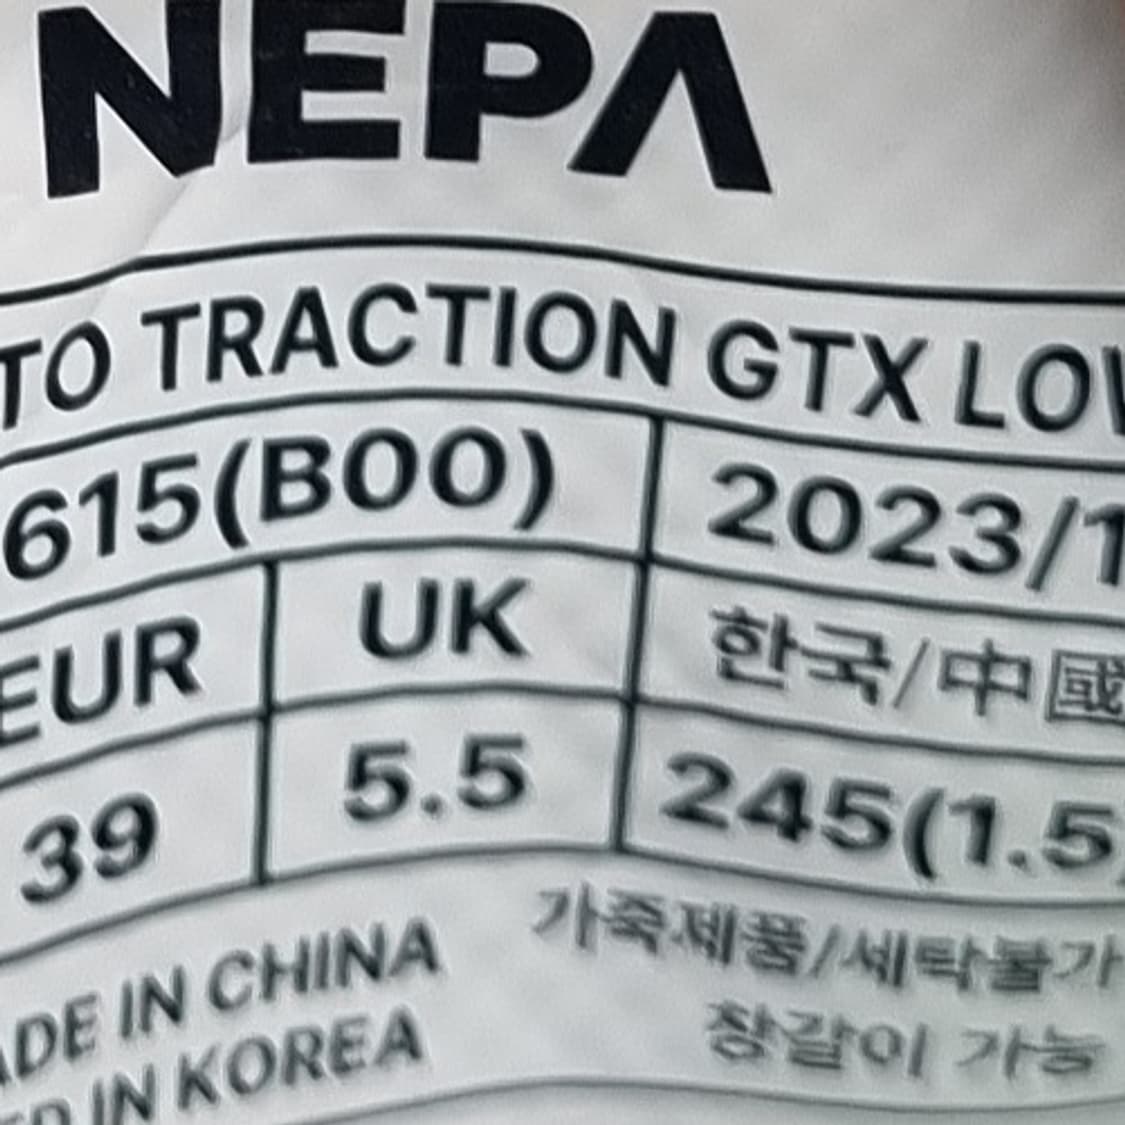 NEPA
TO TRACTION GTX LOW
615(B00) 2023/1
EUR UK 한국/中國
39 5.5 245(1.5)
ADE IN CHINA 가죽제품/세탁불가
ED IN KOREA 창갈이 가능